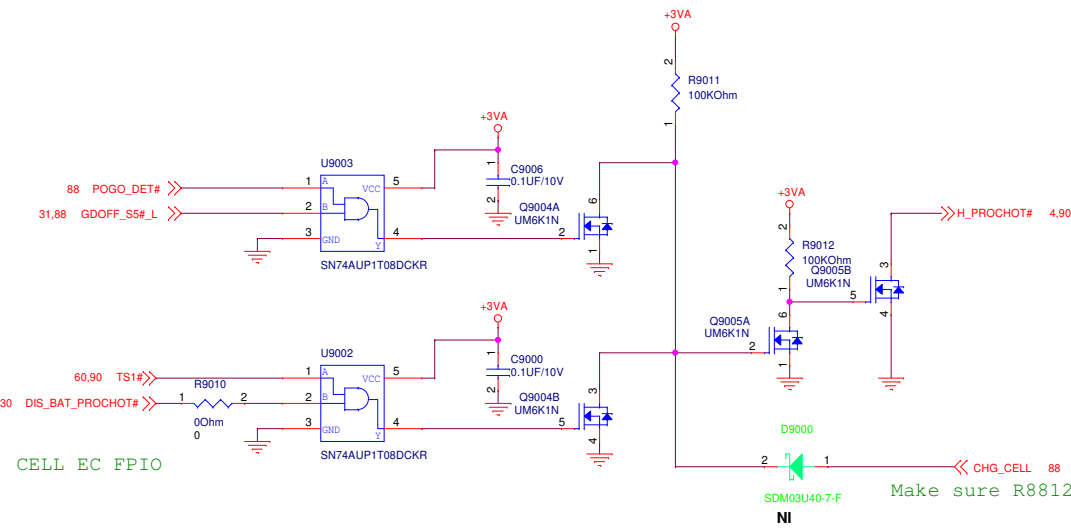 +3VA
2
R9011
100KOhm
1
+3VA
U9003
1
C9006
0.1UF/10V
2
88 POGO_DET#
1
A
VCC
5
31,88 GDOFF_S5#_L
2
B
3
GND
Y
4
SN74AUP1T08DCKR
Q9004A
UM6K1N
6
2
1
+3VA
2
R9012
100KOhm
1
H_PROCHOT# 4,90
Q9005B
UM6K1N
3
5
4
Q9005A
UM6K1N
6
2
1
+3VA
U9002
1
C9000
0.1UF/10V
2
60,90 TS1#
1
A
VCC
5
R9010
30 DIS_BAT_PROCHOT#
1
2
0Ohm
0
2
B
3
GND
Y
4
SN74AUP1T08DCKR
Q9004B
UM6K1N
3
5
4
CELL EC FPIO
D9000
2
1
CHG_CELL 88
SDM03U40-7-F
NI
Make sure R8812